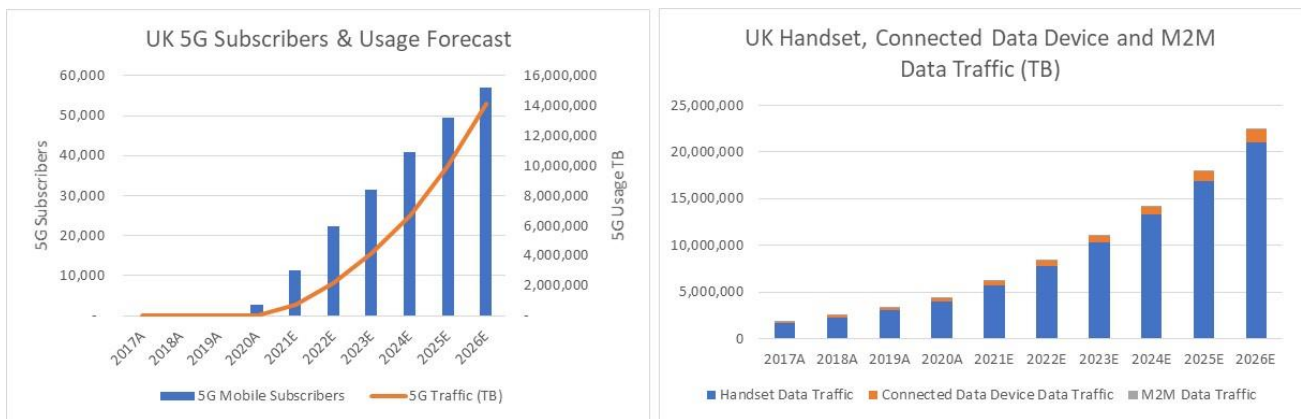 UK 5G Subscribers & Usage Forecast
60,000
50,000
40,000
30,000
20,000
10,000
-
5G Subscribers
16,000,000
14,000,000
12,000,000
10,000,000
8,000,000
6,000,000
4,000,000
2,000,000
-
5G Usage TB
2017A 2018A 2019A 2020A 2021E 2022E 2023E 2024E 2025E 2026E
5G Mobile Subscribers 5G Traffic (TB)
UK Handset, Connected Data Device and M2M
Data Traffic (TB)
25,000,000
20,000,000
15,000,000
10,000,000
5,000,000
0
2017A 2018A 2019A 2020A 2021E 2022E 2023E 2024E 2025E 2026E
Handset Data Traffic Connected Data Device Data Traffic M2M Data Traffic